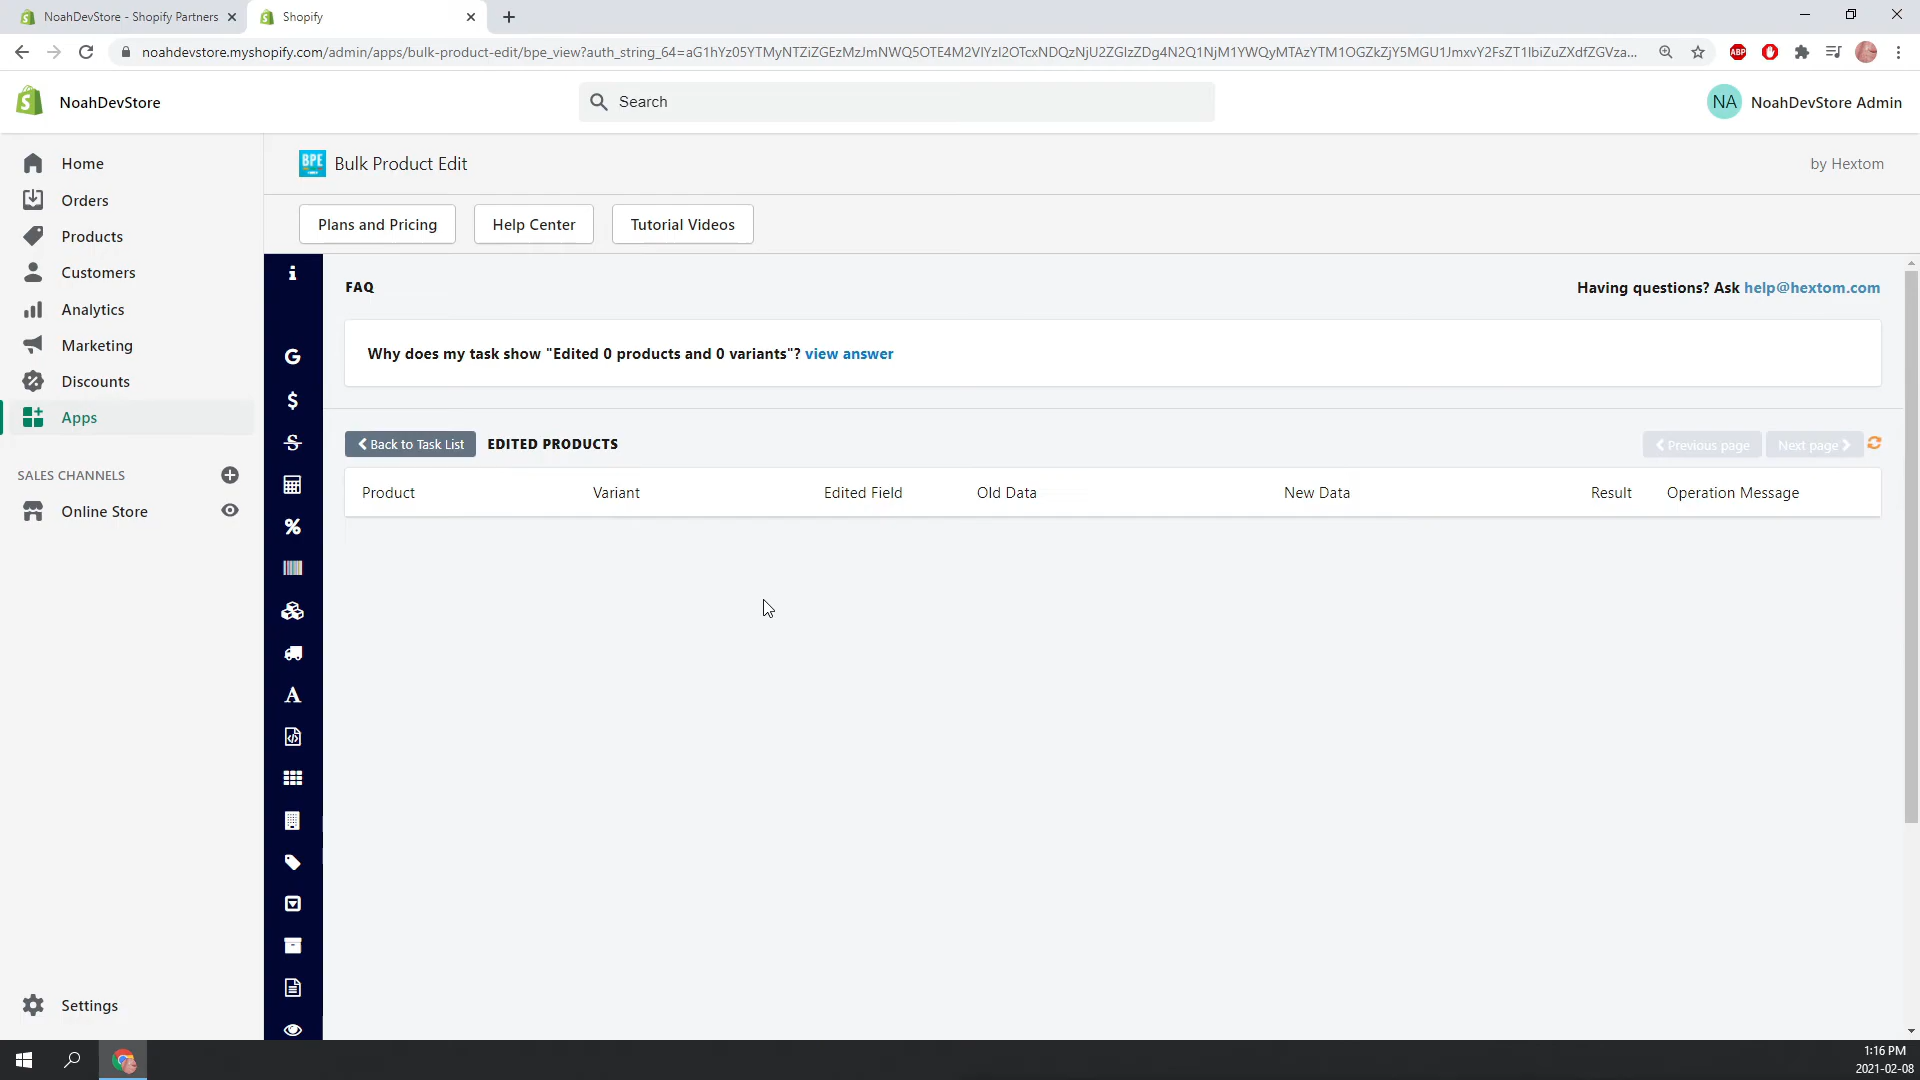 NoahDevStore - Shopify Partners
Shopify
noahdevstore.myshopify.com/admin/apps/bulk-product-edit/bpe_view?auth_string_64=
ABP
NoahDevStore
Search
NA
NoahDevStore Admin
Home
Orders
Products
Customers
Analytics
Marketing
Discounts
Apps
SALES CHANNELS
Online Store
Settings
BPE
Bulk Product Edit
by Hextom
Plans and Pricing
Help Center
Tutorial Videos
FAQ
Having questions? Ask help@hextom.com
Why does my task show "Edited 0 products and 0 variants"? view answer
Back to Task List
EDITED PRODUCTS
Previous page
Next page
Product
Variant
Edited Field
Old Data
New Data
Result
Operation Message
1:16 PM
2021-02-08